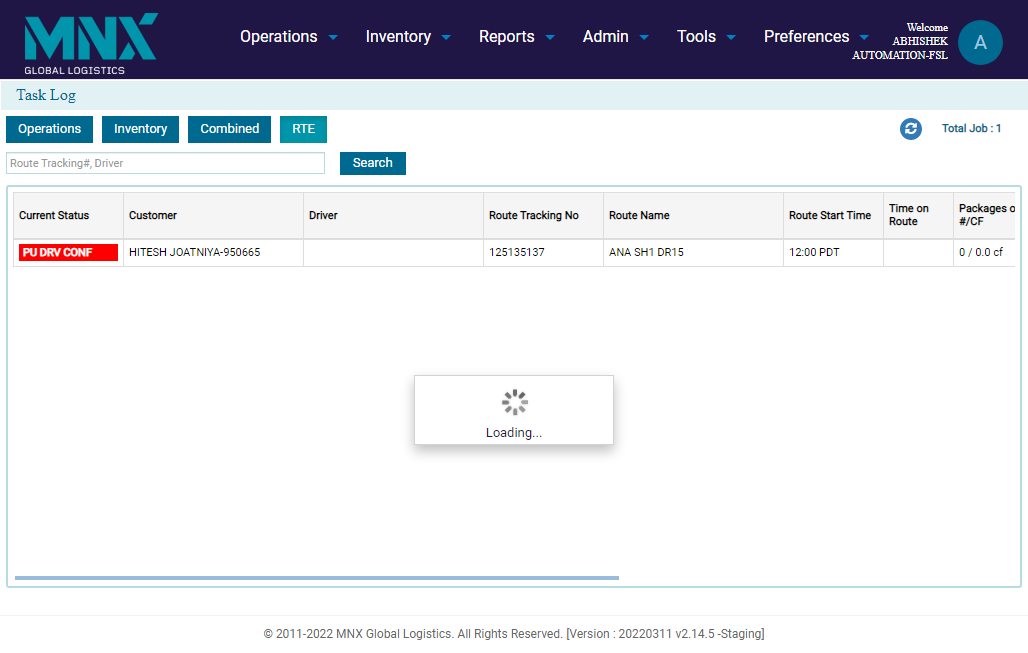 MNX
GLOBAL LOGISTICS
Operations Inventory Reports Admin Tools Preferences
Welcome
ABHISHEK
AUTOMATION-FSL
A
Task Log
Operations Inventory Combined RTE
Total Job : 1
Route Tracking#, Driver
Search
Current Status Customer Driver Route Tracking No Route Name Route Start Time Time on Route Packages o #/CF
PU DRV CONF HITESH JOATNIYA-950665 125135137 ANA SH1 DR15 12:00 PDT 0 / 0.0 cf
Loading...
© 2011-2022 MNX Global Logistics. All Rights Reserved. [Version : 20220311 v2.14.5 -Staging]